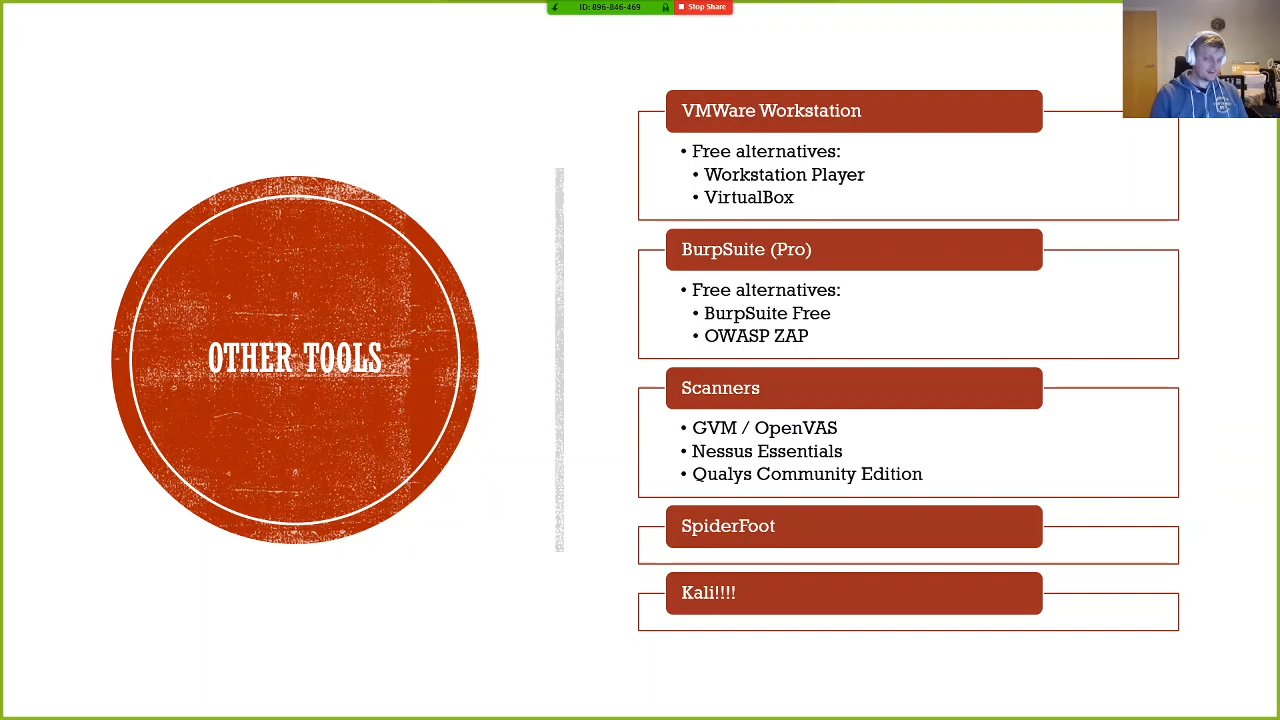 ID: 896-846-469
Stop Share
OTHER TOOLS
VMWare Workstation
• Free alternatives:
• Workstation Player
• VirtualBox
BurpSuite (Pro)
• Free alternatives:
• BurpSuite Free
• OWASP ZAP
Scanners
• GVM / OpenVAS
• Nessus Essentials
• Qualys Community Edition
SpiderFoot
Kali!!!!